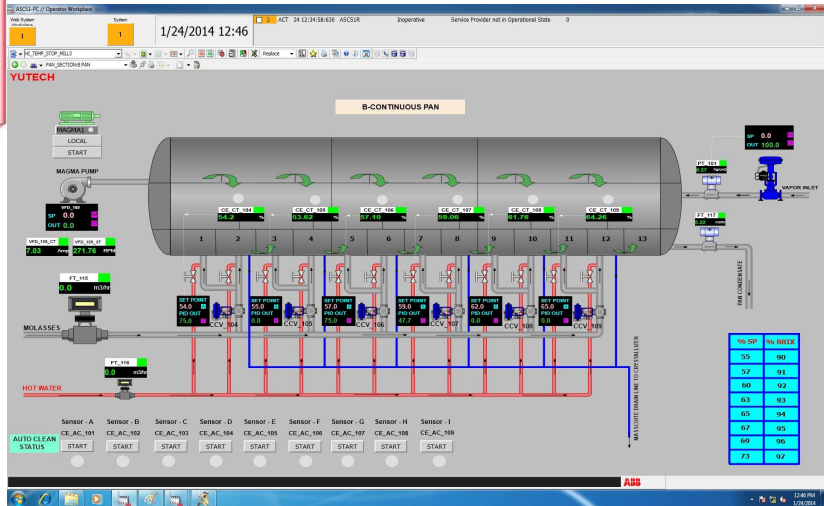 ASCS1-PC // Operator Workplace
Web System
Workplace
System
1
1
1/24/2014 12:46
2 ACT 24 12:34:58:630 ASCS1R Inoperative Service Provider not in Operational State 0
HI_TEMP_STOP_MILL3
Replace
PAN_SECTION:B PAN
YUTECH
B-CONTINUOUS PAN
MAGMA1
LOCAL
START
MAGMA PUMP
VFD_109
SP 0.0
OUT 0.0
VFD_109_CT
7.03 Amp
VFD_109_ST
271.76 RPM
SP 0.0
OUT 100.0
PT_101
VAPOR INLET
FT_117
PAN CONDENSATE
CE_CT_104
54.2 %
CE_CT_105
53.62 %
CE_CT_106
57.10 %
CE_CT_107
59.06 %
CE_CT_108
61.76 %
CE_CT_109
64.26 %
1 2 3 4 5 6 7 8 9 10 11 12 13
SET POINT
54.0
PID OUT
75.0
CCV_104
SET POINT
55.0
PID OUT
0.0
CCV_105
SET POINT
57.0
PID OUT
75.0
CCV_106
SET POINT
59.0
PID OUT
47.7
CCV_107
SET POINT
62.0
PID OUT
0.0
CCV_108
SET POINT
65.0
PID OUT
0.0
CCV_109
FT_115
0.0 m3/hr
MOLASSES
FT_116
0.0 m3/hr
HOT WATER
MASSCUITE DRAIN LINE TO CRYSTALLIZER
% SP % BRIX
55 90
57 91
60 92
63 93
65 94
67 95
69 96
73 97
Sensor - A Sensor - B Sensor - C Sensor - D Sensor - E Sensor - F Sensor - G Sensor - H Sensor - I
CE_AC_101 CE_AC_102 CE_AC_103 CE_AC_104 CE_AC_105 CE_AC_106 CE_AC_107 CE_AC_108 CE_AC_109
AUTO CLEAN
STATUS
START START START START START START START START START
ABB
12:46 PM
1/24/2014